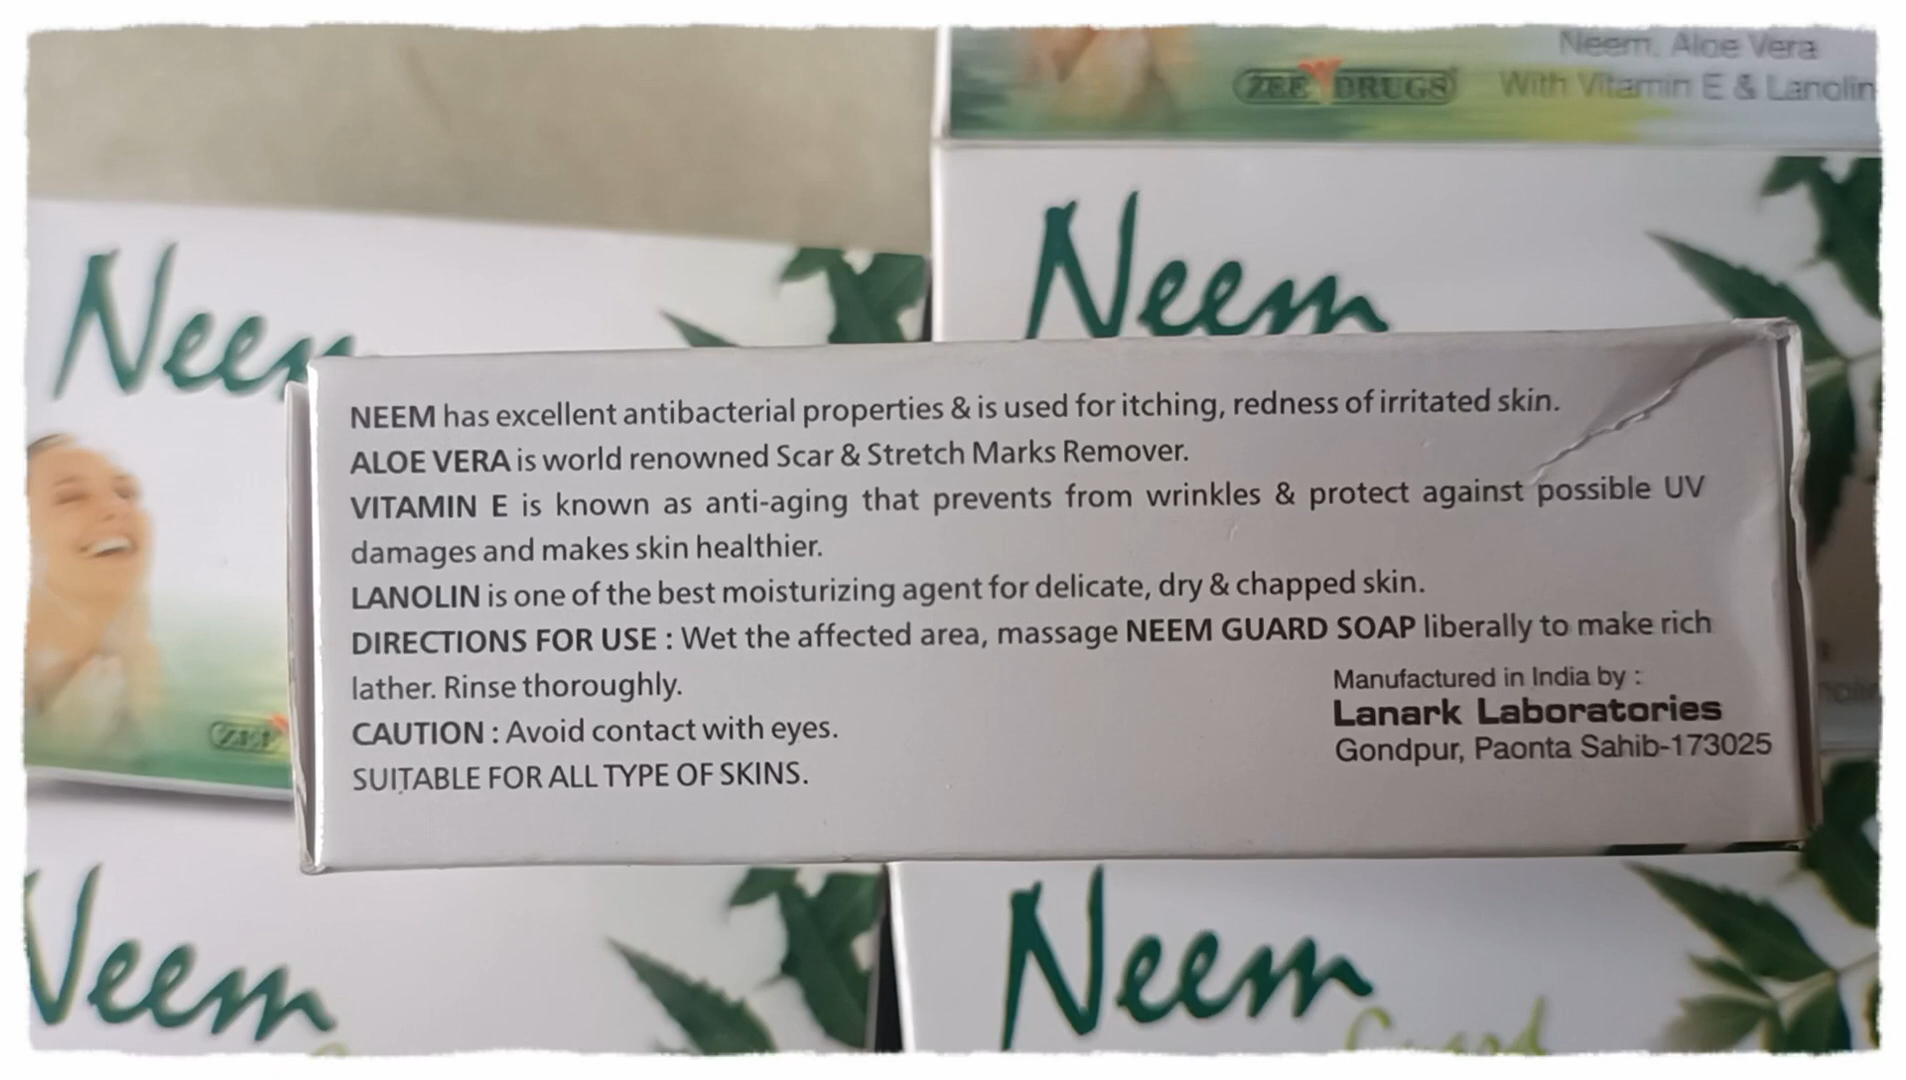 Neem, Aloe Vera
ZEE DRUGS With Vitamin E & Lanolin
Neem
Neem
NEEM has excellent antibacterial properties & is used for itching, redness of irritated skin.
ALOE VERA is world renowned Scar & Stretch Marks Remover.
VITAMIN E is known as anti-aging that prevents from wrinkles & protect against possible UV
damages and makes skin healthier.
LANOLIN is one of the best moisturizing agent for delicate, dry & chapped skin.
DIRECTIONS FOR USE : Wet the affected area, massage NEEM GUARD SOAP liberally to make rich
lather. Rinse thoroughly.
CAUTION : Avoid contact with eyes.
SUITABLE FOR ALL TYPE OF SKINS.
Manufactured in India by :
Lanark Laboratories
Gondpur, Paonta Sahib-173025
ZEE
Neem
Neem
Guard